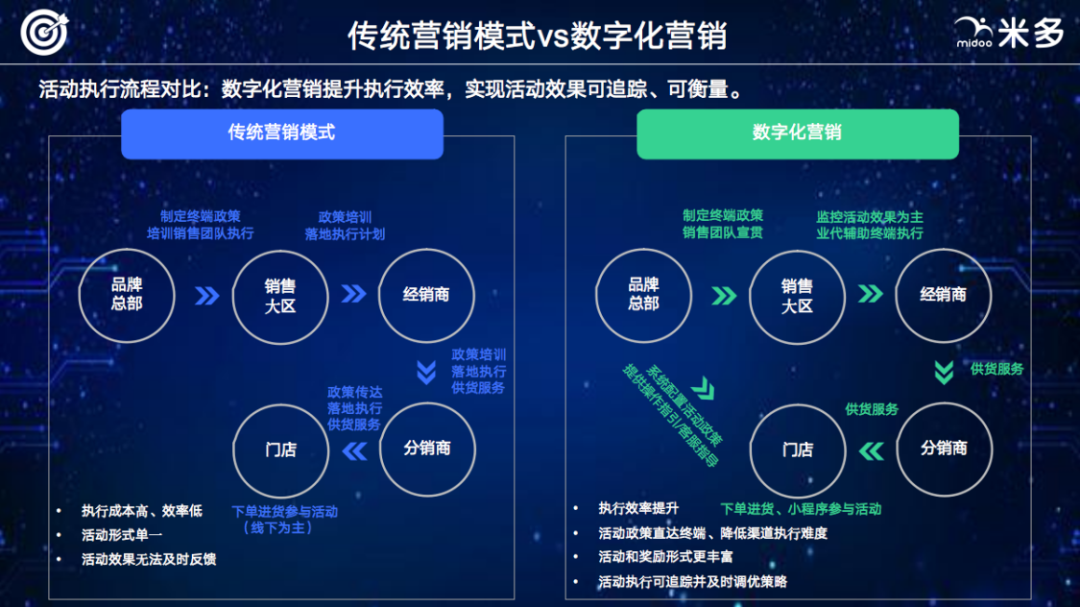 传统营销模式vs数字化营销
midoo 米多
活动执行流程对比：数字化营销提升执行效率，实现活动效果可追踪、可衡量。
传统营销模式
制定终端政策
培训销售团队执行
政策培训
落地执行计划
品牌
总部
销售
大区
经销商
政策培训
落地执行
供货服务
政策传达
落地执行
供货服务
门店
分销商
下单进货参与活动
（线下为主）
• 执行成本高、效率低
• 活动形式单一
• 活动效果无法及时反馈
数字化营销
制定终端政策
销售团队宣贯
监控活动效果为主
业代辅助终端执行
品牌
总部
销售
大区
经销商
系统配置活动政策
提供操作指引/客服指导
供货服务
供货服务
门店
分销商
下单进货、小程序参与活动
• 执行效率提升
• 活动政策直达终端、降低渠道执行难度
• 活动和奖励形式更丰富
• 活动执行可追踪并及时调优策略